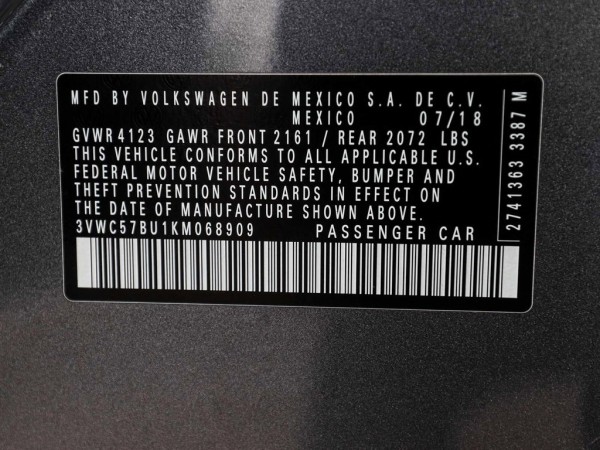 MFD BY VOLKSWAGEN DE MEXICO S.A. DE C.V.
MEXICO 07/18
GVWR 4123 GAWR FRONT 2161 / REAR 2072 LBS
THIS VEHICLE CONFORMS TO ALL APPLICABLE U.S.
FEDERAL MOTOR VEHICLE SAFETY, BUMPER AND
THEFT PREVENTION STANDARDS IN EFFECT ON
THE DATE OF MANUFACTURE SHOWN ABOVE.
3VWC57BU1KM068909 PASSENGER CAR
2741363 3387 M